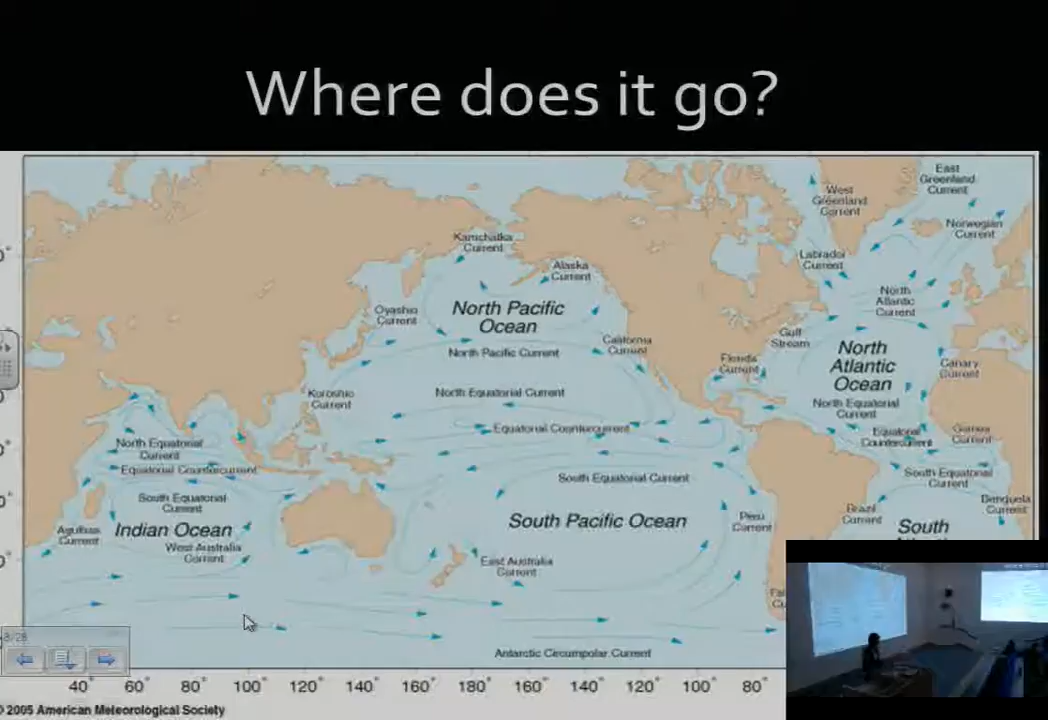 Where does it go?
East
Greenland
Current
West
Greenland
Current
Norwegian
Current
Kamchatka
Current
Labrador
Current
Alaska
Current
North
Atlantic
Current
Oyashio
Current
North Pacific
Ocean
Gulf
Stream
California
Current
North Pacific Current
North
Atlantic
Ocean
Florida
Current
Canary
Current
Kuroshio
Current
North Equatorial Current
North Equatorial
Current
Equatorial Countercurrent
Equatorial
Countercurrent
Guinea
Current
North Equatorial
Current
Equatorial Countercurrent
South Equatorial Current
South Equatorial
Current
South Equatorial
Current
Benguela
Current
Indian Ocean
South Pacific Ocean
Peru
Current
Brazil
Current
South
Agulhas
Current
West Australia
Current
East Australia
Current
8/28
Antarctic Circumpolar Current
40° 60° 80° 100° 120° 140° 160° 180° 160° 140° 120° 100° 80°
© 2005 American Meteorological Society